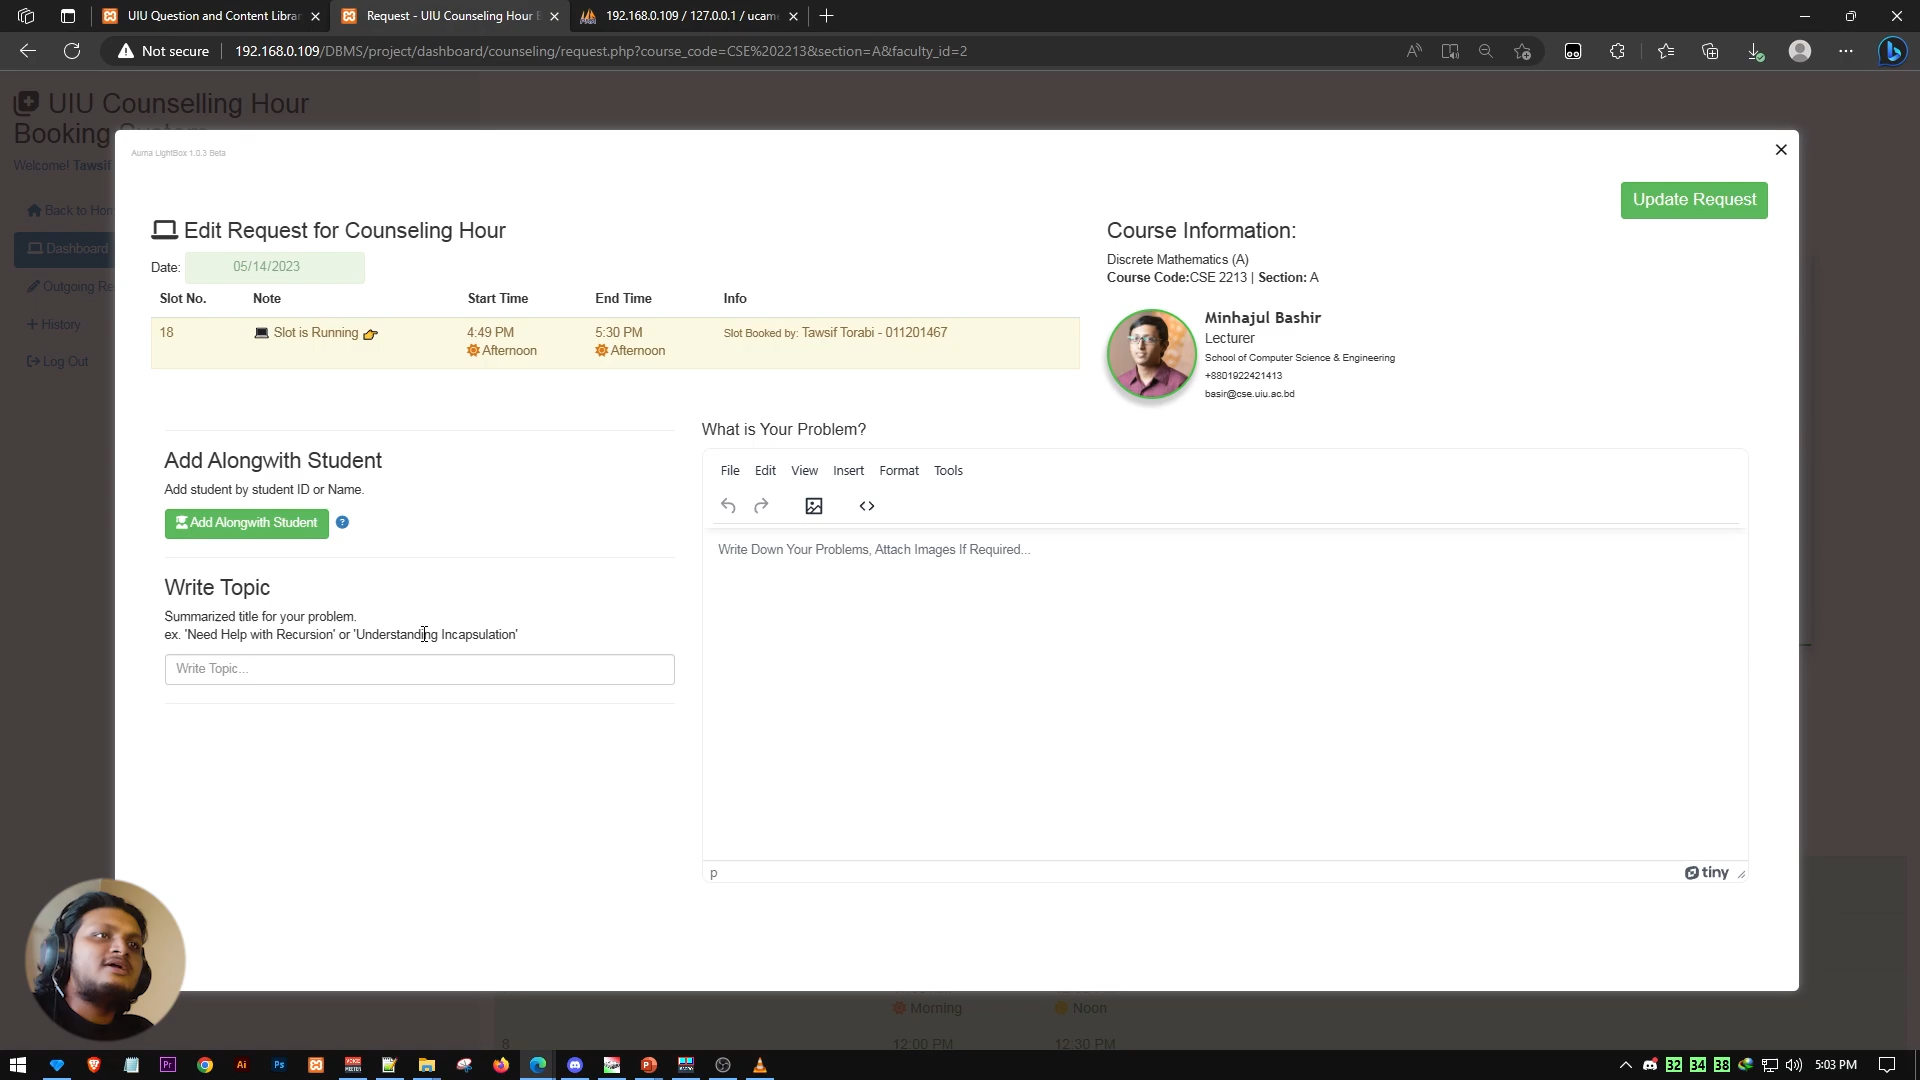 UIU Question and Content Librar
Request - UIU Counseling Hour B
192.168.0.109 / 127.0.0.1 / ucam
Not secure
192.168.0.109/DBMS/project/dashboard/counseling/request.php?course_code=CSE%202213&section=A&faculty_id=2
UIU Counselling Hour
Booking System
Welcome! Tawsif
Back to Hom
Dashboard
Outgoing Re
History
Log Out
Auma LightBox 1.0.3 Beta
Update Request
Edit Request for Counseling Hour
Date: 05/14/2023
Slot No. Note Start Time End Time Info
18 Slot is Running 4:49 PM 5:30 PM Slot Booked by: Tawsif Torabi - 011201467
Afternoon Afternoon
Course Information:
Discrete Mathematics (A)
Course Code:CSE 2213 | Section: A
Minhajul Bashir
Lecturer
School of Computer Science & Engineering
+8801922421413
basir@cse.uiu.ac.bd
Add Alongwith Student
Add student by student ID or Name.
Add Alongwith Student ?
Write Topic
Summarized title for your problem.
ex. 'Need Help with Recursion' or 'Understanding Incapsulation'
Write Topic...
What is Your Problem?
File Edit View Insert Format Tools
Write Down Your Problems, Attach Images If Required...
p
tiny
Morning Noon
8 12:00 PM 12:30 PM
Pr
Ai
Ps
32 34 38
5:03 PM